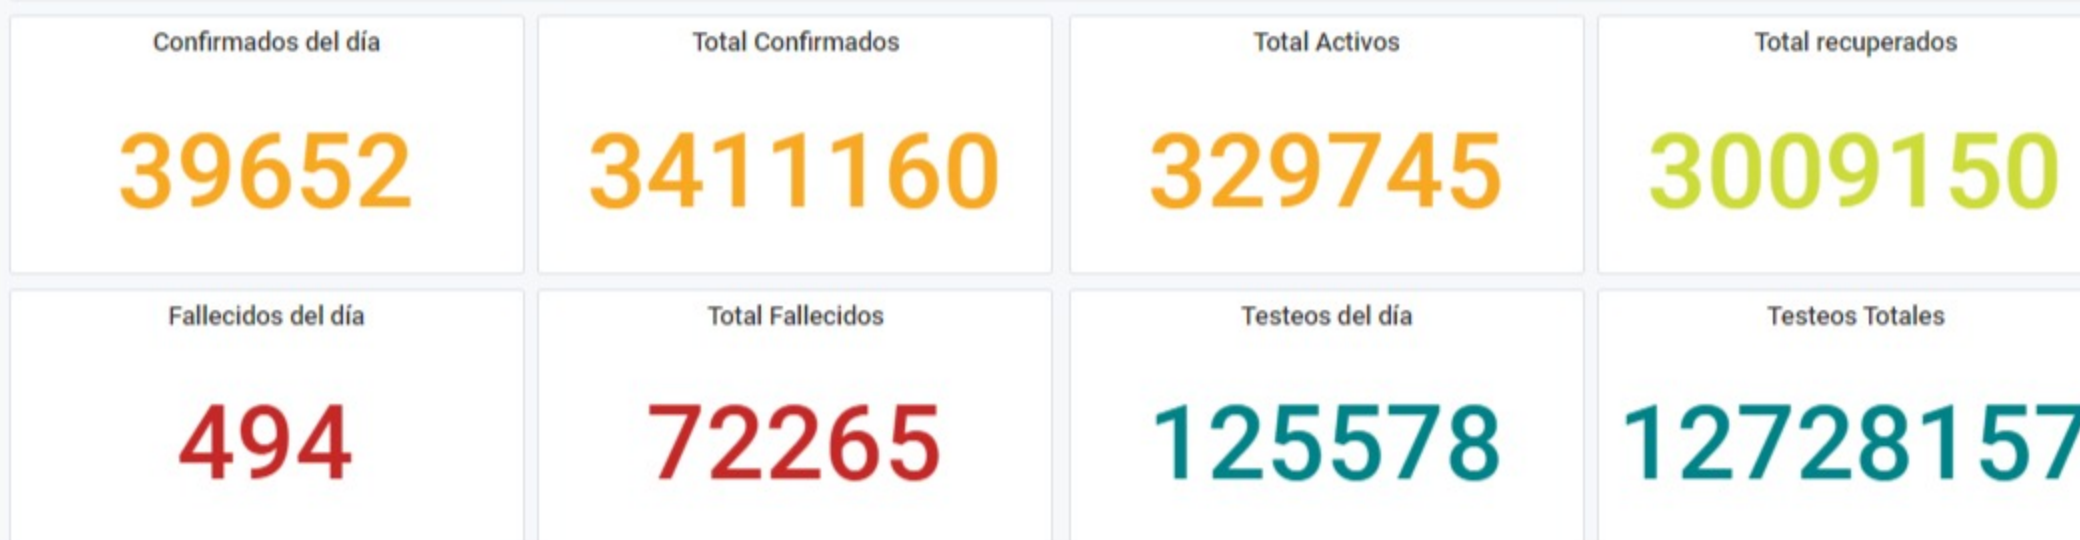 Confirmados del día
39652
Total Confirmados
3411160
Total Activos
329745
Total recuperados
3009150
Fallecidos del día
494
Total Fallecidos
72265
Testeos del día
125578
Testeos Totales
12728157